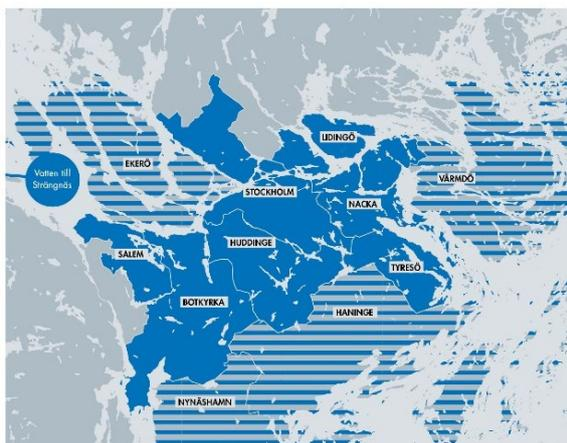 LIDINGÖ
EKERÖ
Vatten till
Strängnäs
VÄRMDÖ
STOCKHOLM
NACKA
HUDDINGE
SALEM
TYRESÖ
BOTKYRKA
HANINGE
NYNÄSHAMN